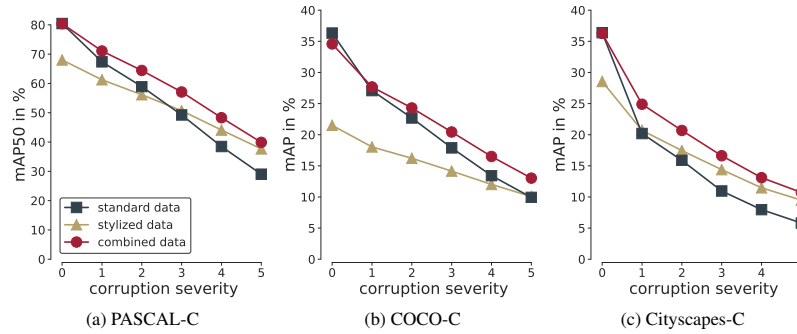 80
70
60
50
40
30
20
10
0
mAP50 in %
standard data
stylized data
combined data
0 1 2 3 4 5
corruption severity
(a) PASCAL-C
40
35
30
25
20
15
10
5
0
mAP in %
0 1 2 3 4 5
corruption severity
(b) COCO-C
40
35
30
25
20
15
10
5
0
mAP in %
0 1 2 3 4
corruption severity
(c) Cityscapes-C